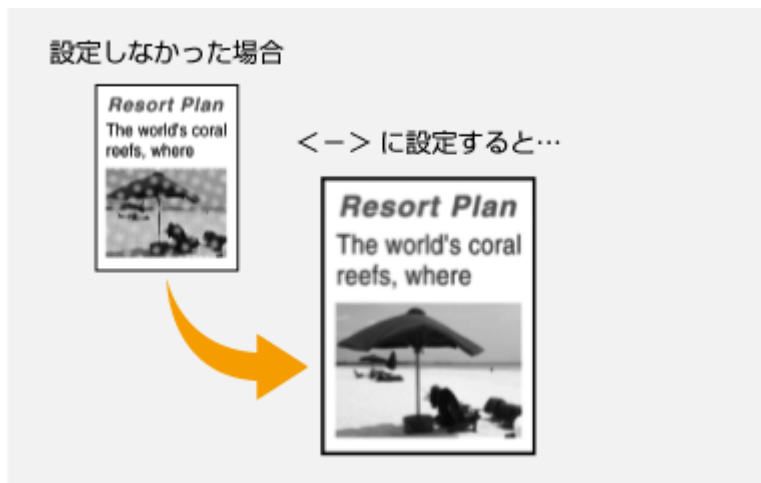 設定しなかった場合
Resort Plan
The world's coral
reefs, where
<−> に設定すると…
Resort Plan
The world's coral
reefs, where